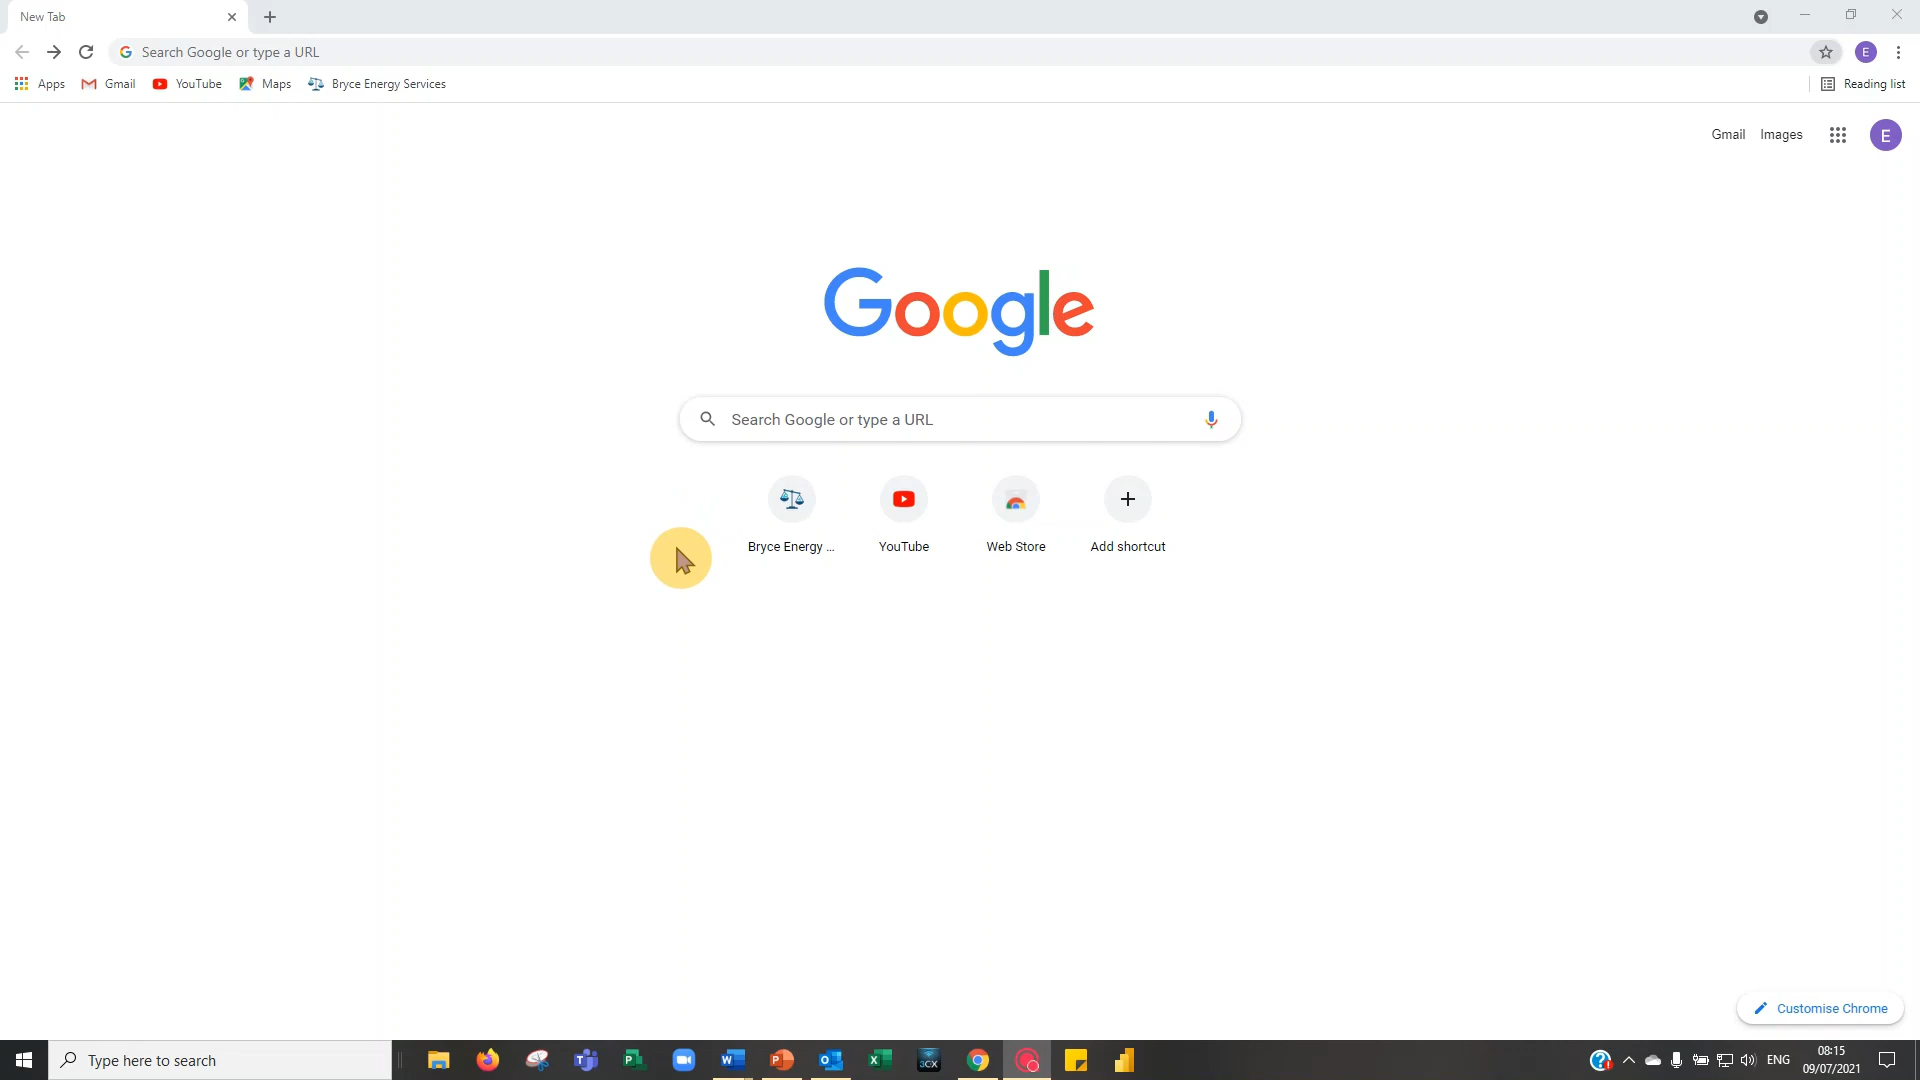 New Tab
Search Google or type a URL
Apps
Gmail
YouTube
Maps
Bryce Energy Services
Reading list
E
Gmail
Images
E
Google
Search Google or type a URL
Bryce Energy ...
YouTube
Web Store
Add shortcut
Customise Chrome
Type here to search
3CX
ENG
08:15
09/07/2021